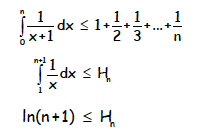 ∫₀ⁿ 1/(x+1) dx ≤ 1+1/2+1/3+...+1/n
∫₁ⁿ⁺¹ 1/x dx ≤ Hₙ
ln(n+1) ≤ Hₙ